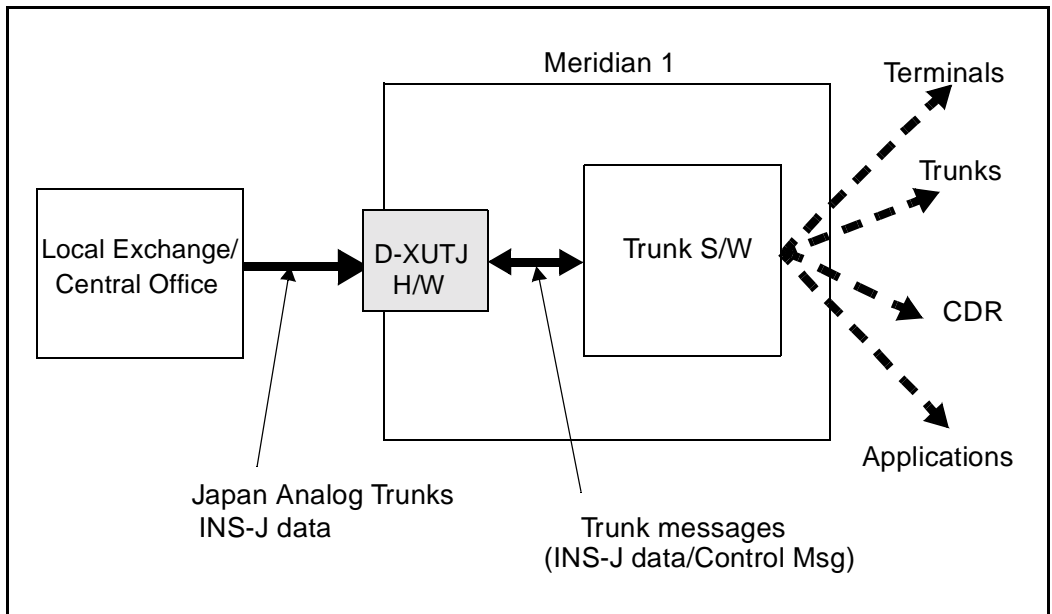 Meridian 1
Terminals
Trunks
Local Exchange/
Central Office
D-XUTJ
H/W
Trunk S/W
CDR
Applications
Japan Analog Trunks
INS-J data
Trunk messages
(INS-J data/Control Msg)